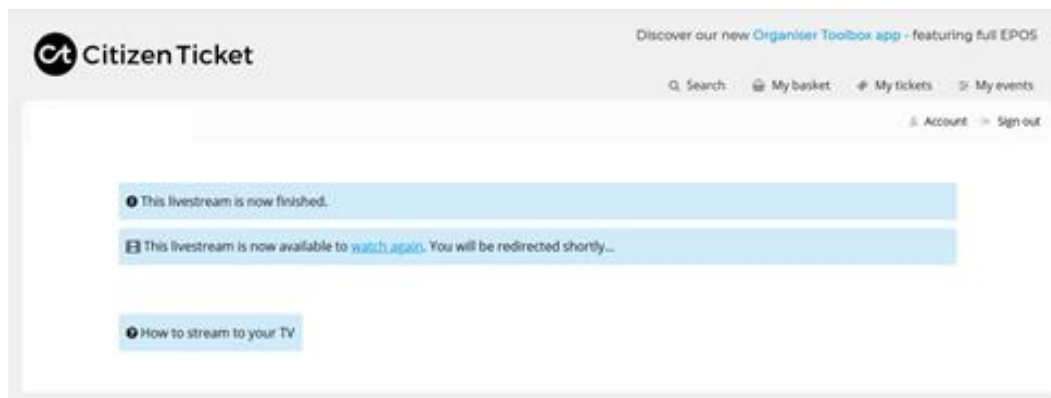 Discover our new Organiser Toolbox app - featuring full EPOS
Ct Citizen Ticket
Search My basket My tickets My events
Account Sign out
This livestream is now finished.
This livestream is now available to watch again. You will be redirected shortly...
How to stream to your TV